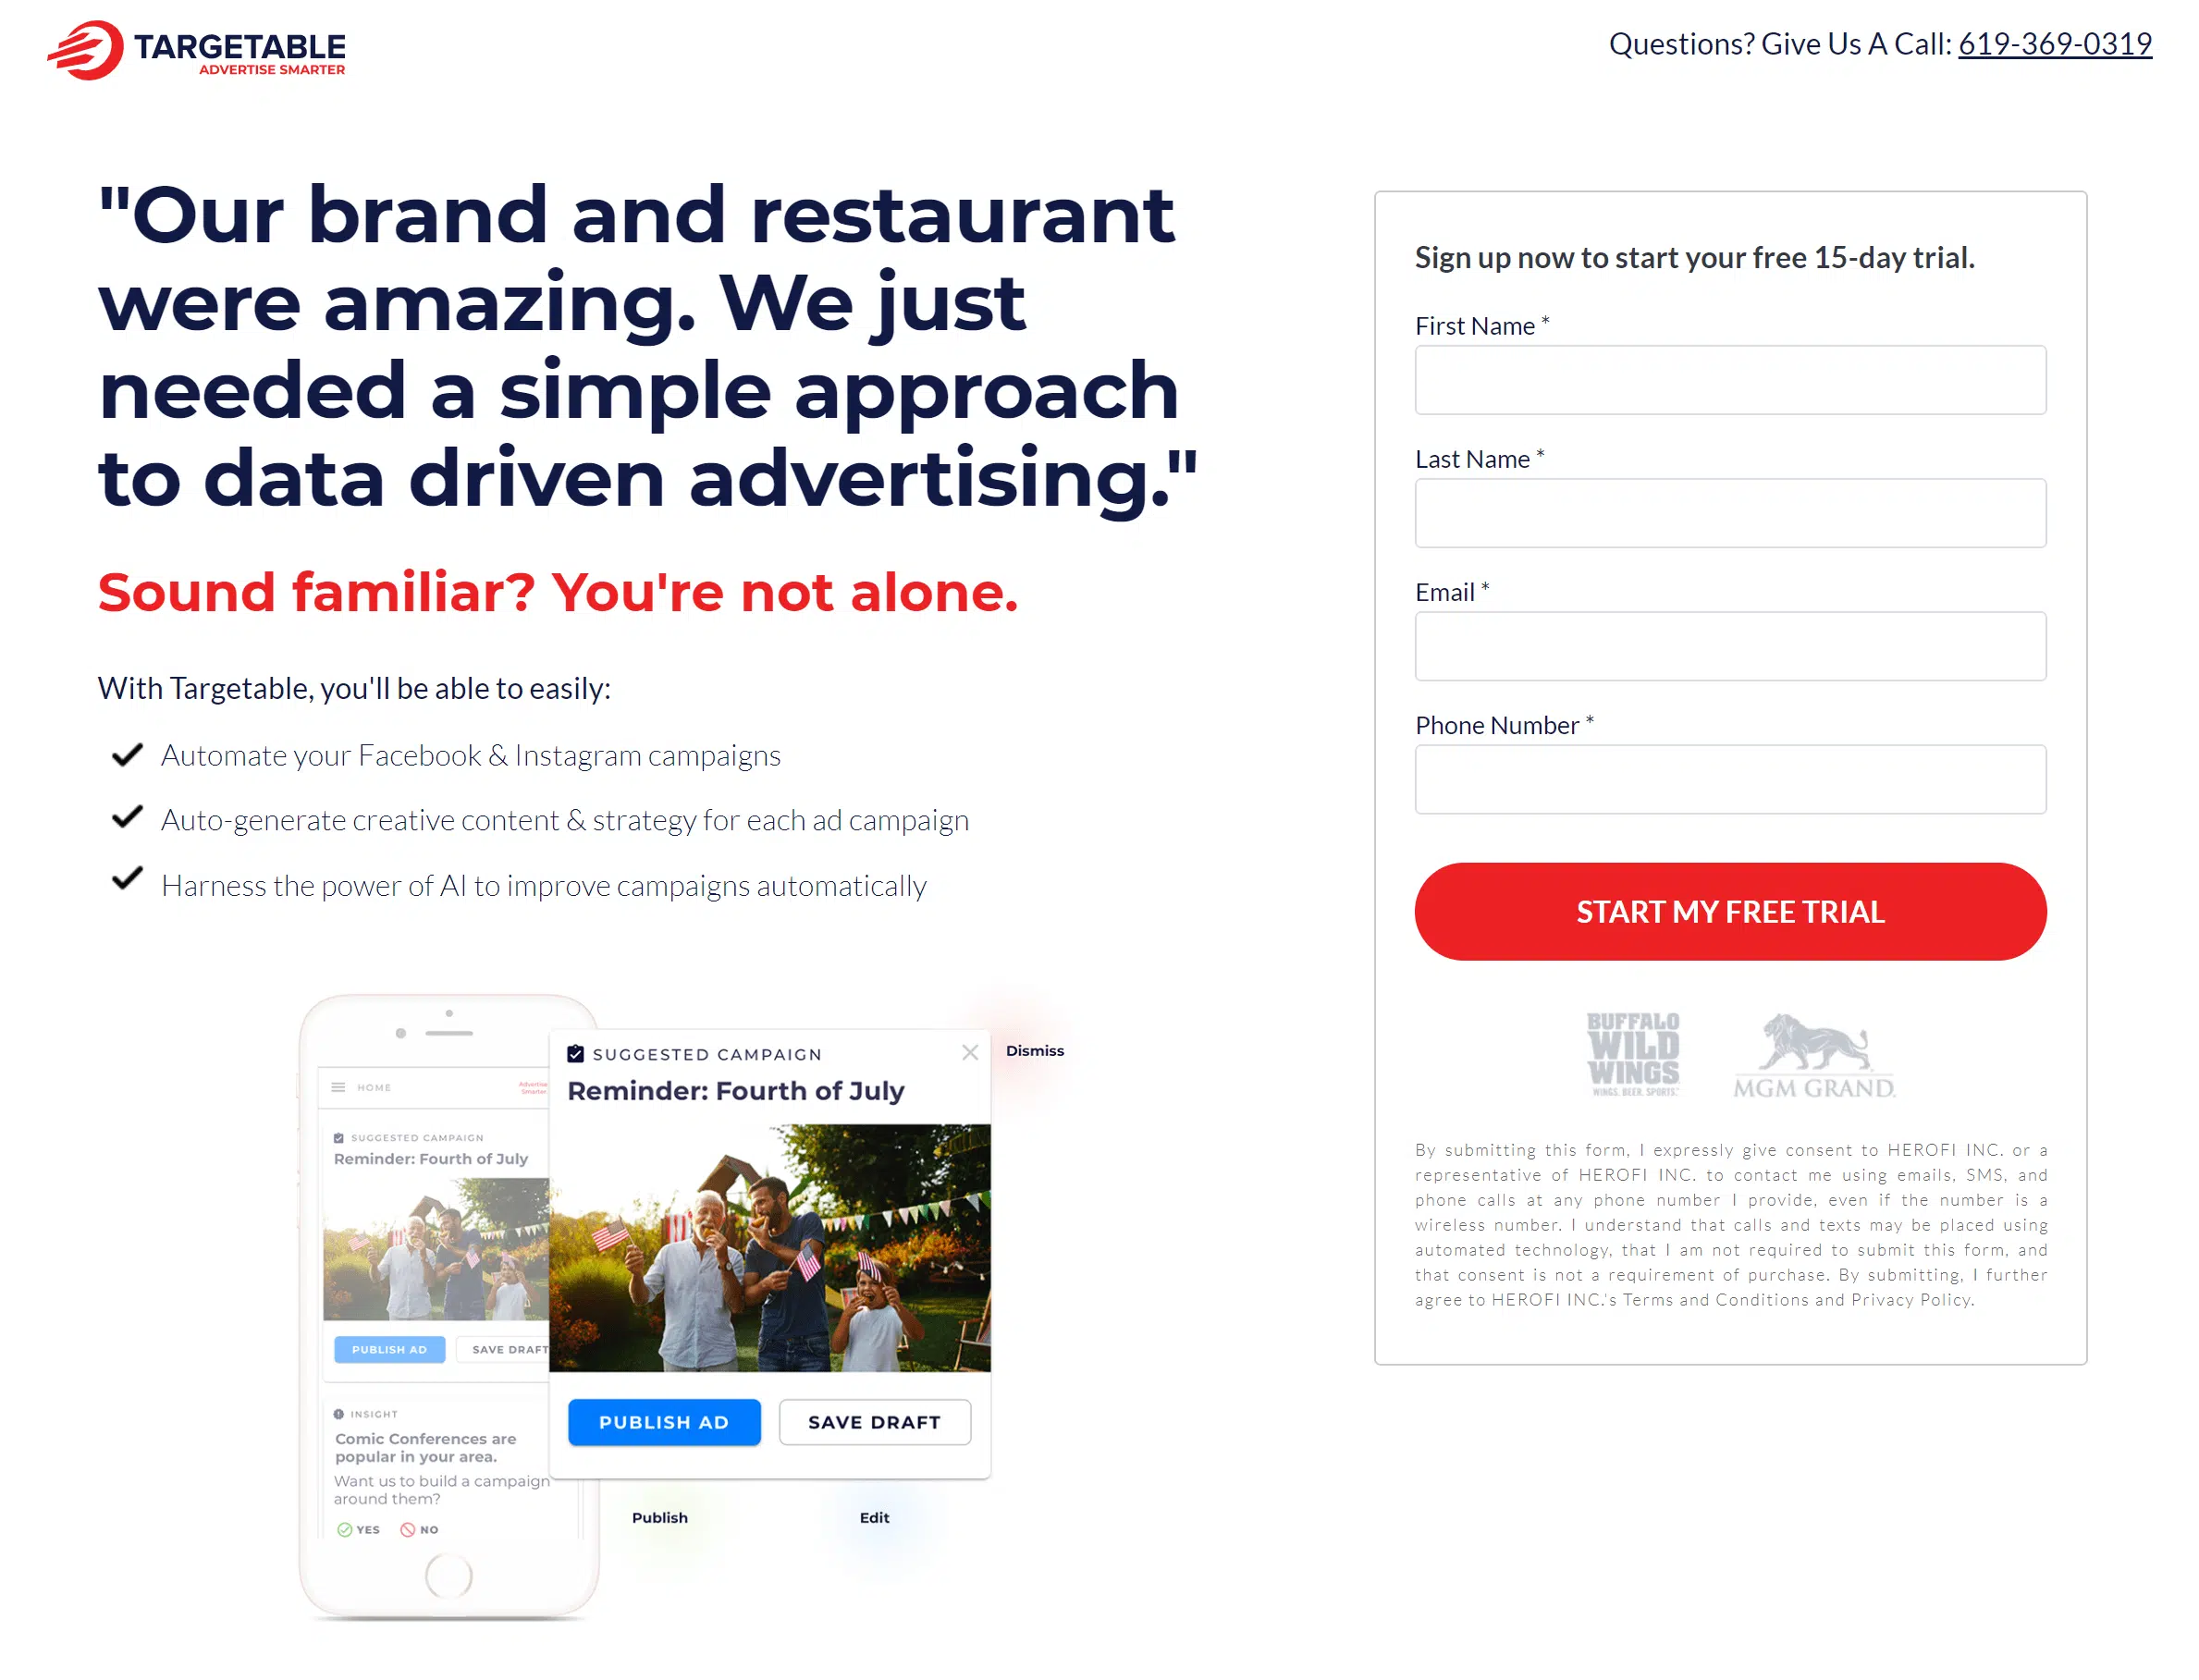 TARGETABLE
ADVERTISE SMARTER
Questions? Give Us A Call: 619-369-0319
"Our brand and restaurant
were amazing. We just
needed a simple approach
to data driven advertising."
Sound familiar? You're not alone.
With Targetable, you'll be able to easily:
Automate your Facebook & Instagram campaigns
Auto-generate creative content & strategy for each ad campaign
Harness the power of AI to improve campaigns automatically
HOME
Advertise
Smarter
SUGGESTED CAMPAIGN
Reminder: Fourth of July
PUBLISH AD
SAVE DRAFT
INSIGHT
Comic Conferences are
popular in your area.
Want us to build a campaign
around them?
YES
NO
SUGGESTED CAMPAIGN
Reminder: Fourth of July
PUBLISH AD
SAVE DRAFT
Dismiss
Publish
Edit
Sign up now to start your free 15-day trial.
First Name *
Last Name *
Email *
Phone Number *
START MY FREE TRIAL
BUFFALO
WILD
WINGS
WINGS. BEER. SPORTS.
MGM GRAND.
By submitting this form, I expressly give consent to HEROFI INC. or a
representative of HEROFI INC. to contact me using emails, SMS, and
phone calls at any phone number I provide, even if the number is a
wireless number. I understand that calls and texts may be placed using
automated technology, that I am not required to submit this form, and
that consent is not a requirement of purchase. By submitting, I further
agree to HEROFI INC.'s Terms and Conditions and Privacy Policy.